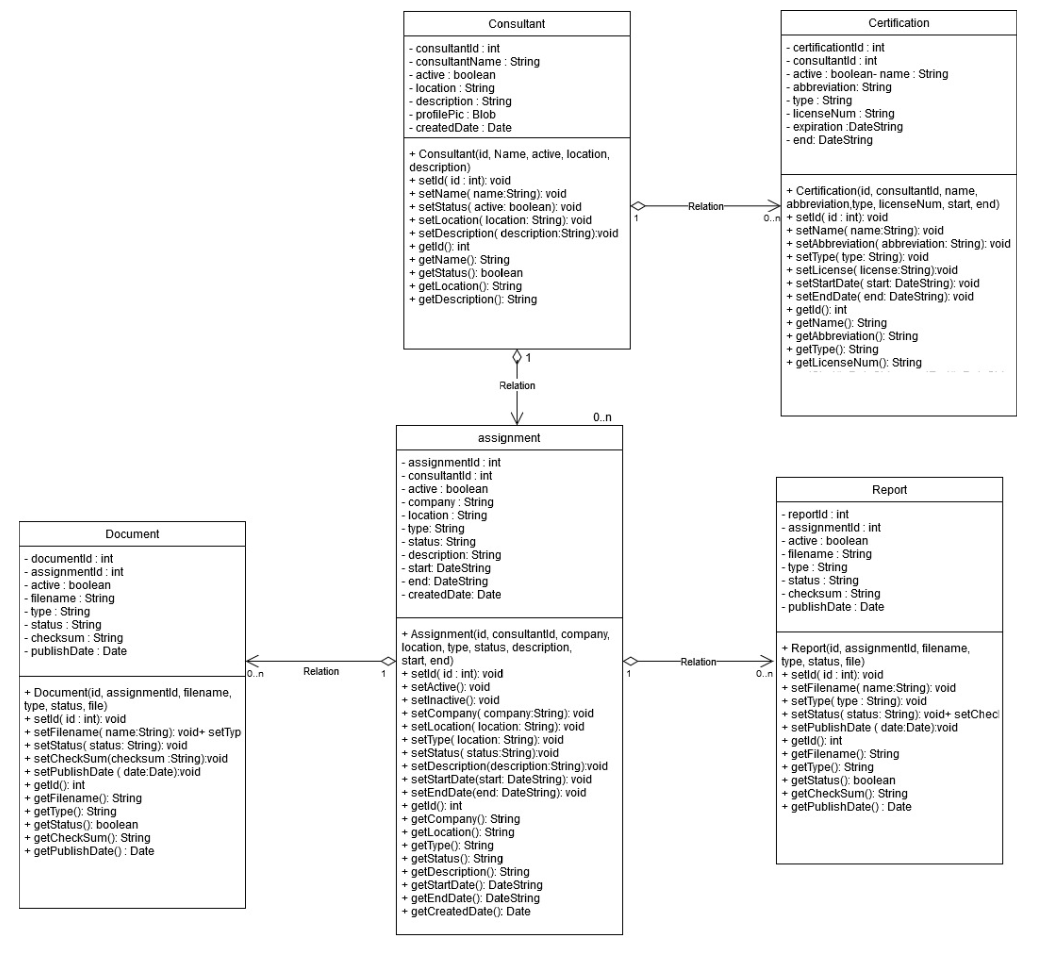 Consultant
- consultantId : int
- consultantName : String
- active : boolean
- location : String
- description : String
- profilePic : Blob
- createdDate : Date
+ Consultant(id, Name, active, location,
description)
+ setId( id : int): void
+ setName( name:String): void
+ setStatus( active: boolean): void
+ setLocation( location: String): void
+ setDescription( description:String):void
+ getId(): int
+ getName(): String
+ getStatus(): boolean
+ getLocation(): String
+ getDescription(): String
Relation
1
0..n
Certification
- certificationtId : int
- consultantId : int
- active : boolean- name : String
- abbreviation: String
- type : String
- licenseNum : String
- expiration :DateString
- end: DateString
+ Certification(id, consultantId, name,
abbreviation,type, licenseNum, start, end)
+ setId( id : int): void
+ setName( name:String): void
+ setAbbreviation( abbreviation: String): void
+ setType( type: String): void
+ setLicense( license:String):void
+ setStartDate( start: DateString): void
+ setEndDate( end: DateString): void
+ getId(): int
+ getName(): String
+ getAbbreviation(): String
+ getType(): String
+ getLicenseNum(): String
1
Relation
0..n
assignment
- assignmentId : int
- consultantId : int
- active : boolean
- company : String
- location : String
- type: String
- status: String
- description: String
- start: DateString
- end: DateString
- createdDate: Date
+ Assignment(id, consultantId, company,
location, type, status, description,
start, end)
+ setId( id : int): void
+ setActive(): void
+ setInactive(): void
+ setCompany( company:String): void
+ setLocation( location: String): void
+ setType( location: String): void
+ setStatus( status:String):void
+ setDescription(description:String):void
+ setStartDate(start: DateString): void
+ setEndDate(end: DateString): void
+ getId(): int
+ getCompany(): String
+ getLocation(): String
+ getType(): String
+ getStatus(): String
+ getDescription(): String
+ getStartDate(): DateString
+ getEndDate(): DateString
+ getCreatedDate(): Date
Document
- documentId : int
- assignmentId : int
- active : boolean
- filename : String
- type : String
- status : String
- checksum : String
- publishDate : Date
+ Document(id, assignmentId, filename,
type, status, file)
+ setId( id : int): void
+ setFilename( name:String): void+ setTyp
+ setStatus( status: String): void
+ setCheckSum(checksum :String):void
+ setPublishDate ( date:Date):void
+ getId(): int
+ getFilename(): String
+ getType(): String
+ getStatus(): boolean
+ getCheckSum(): String
+ getPublishDate() : Date
0..n
Relation
1
Report
- reportId : int
- assignmentId : int
- active : boolean
- filename : String
- type : String
- status : String
- checksum : String
- publishDate : Date
+ Report(id, assignmentId, filename,
type, status, file)
+ setId( id : int): void
+ setFilename( name:String): void
+ setType( type : String): void
+ setStatus( status: String): void+ setChecl
+ setPublishDate ( date:Date):void
+ getId(): int
+ getFilename(): String
+ getType(): String
+ getStatus(): boolean
+ getCheckSum(): String
+ getPublishDate() : Date
1
Relation
0..n